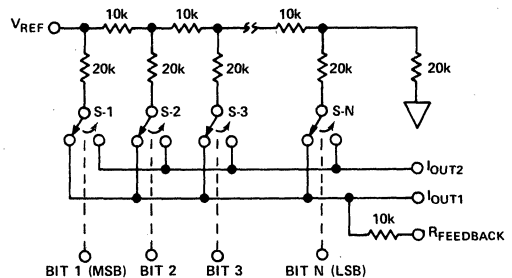 10k 10k 10k
VREF
20k 20k 20k 20k 20k
S-1 S-2 S-3 S-N
IOUT2
IOUT1
10k
RFEEDBACK
BIT 1 (MSB) BIT 2 BIT 3 BIT N (LSB)